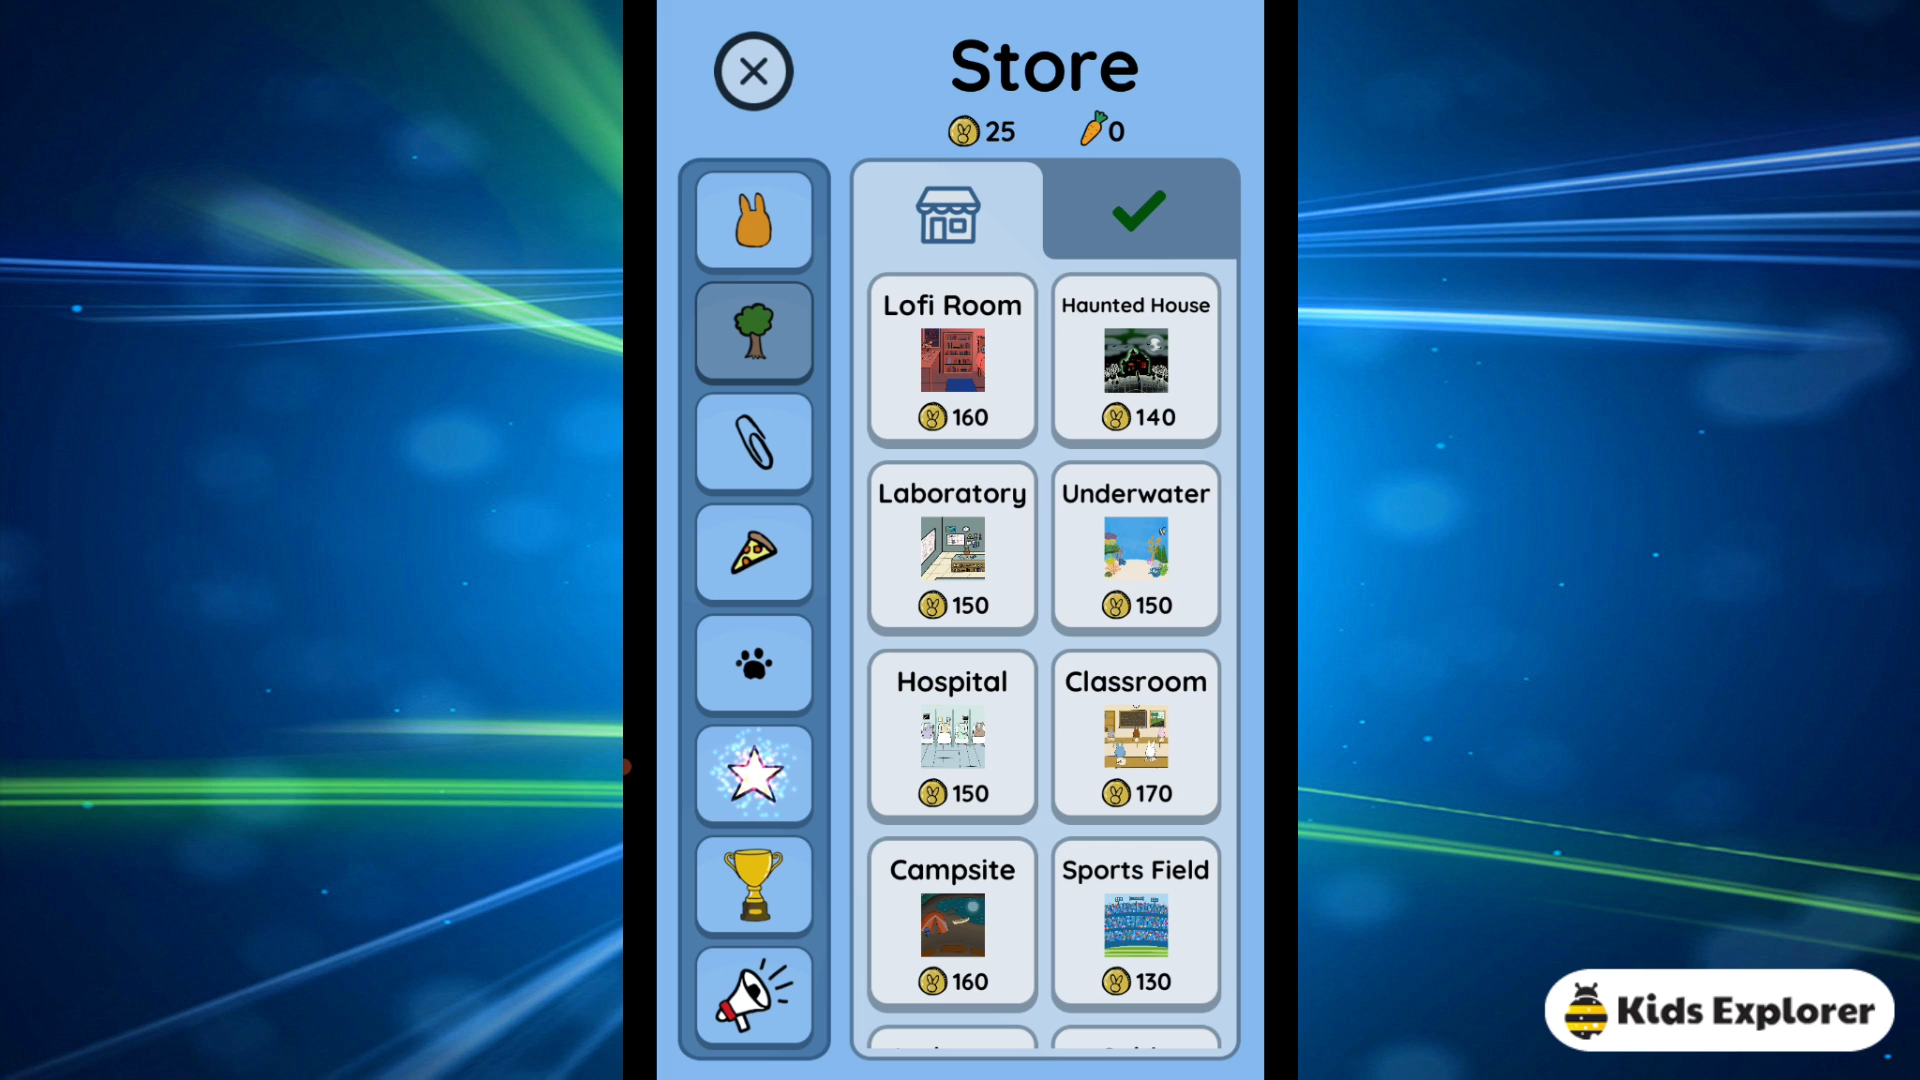 Store
25 0
Lofi Room
160
Haunted House
140
Laboratory
150
Underwater
150
Hospital
150
Classroom
170
Campsite
160
Sports Field
130
Kids Explorer